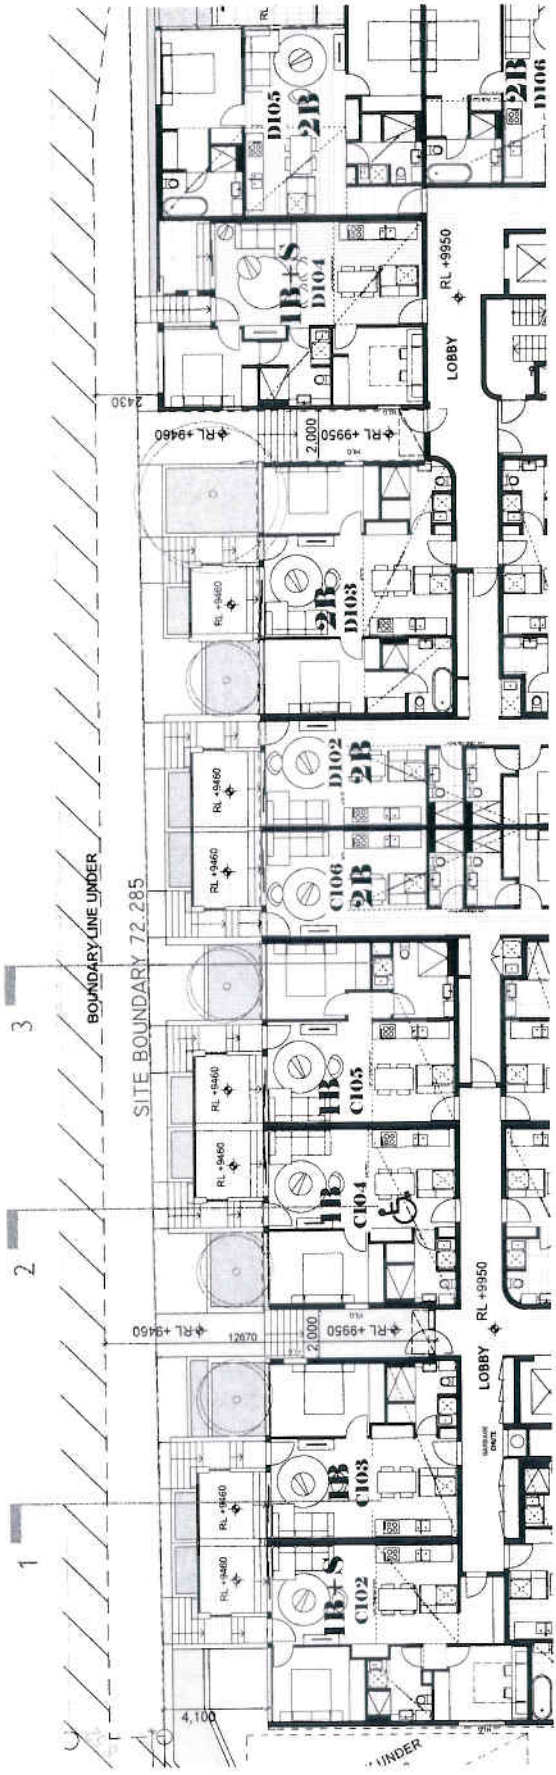 RL
D105
2B
2B
D106
1B+S
D104
RL +9950
LOBBY
2430
RL +9460
2,000
RL +9950
RL +9460
2B
D103
RL +9460
D102
2B
RL +9460
C106
2B
BOUNDARY LINE UNDER
SITE BOUNDARY 72.285
3
RL +9460
1B
C105
RL +9460
1B
C104
2
RL +9460
12670
2,000
RL +9950
RL +9950
LOBBY
GARBAGE
CHUTE
RL +9460
1B
C103
1
RL +9460
1B+S
C102
4,100
UNDER